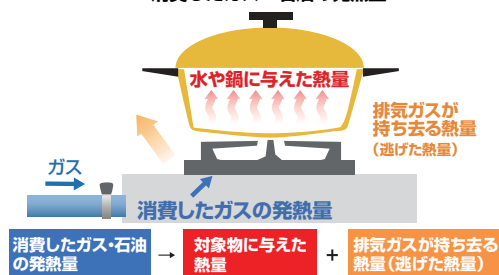 水や鍋に与えた熱量
排気ガスが
持ち去る熱量
(逃げた熱量)
ガス
消費したガスの発熱量
消費したガス・石油
の発熱量
→
対象物に与えた
熱量
+
排気ガスが持ち去る
熱量(逃げた熱量)